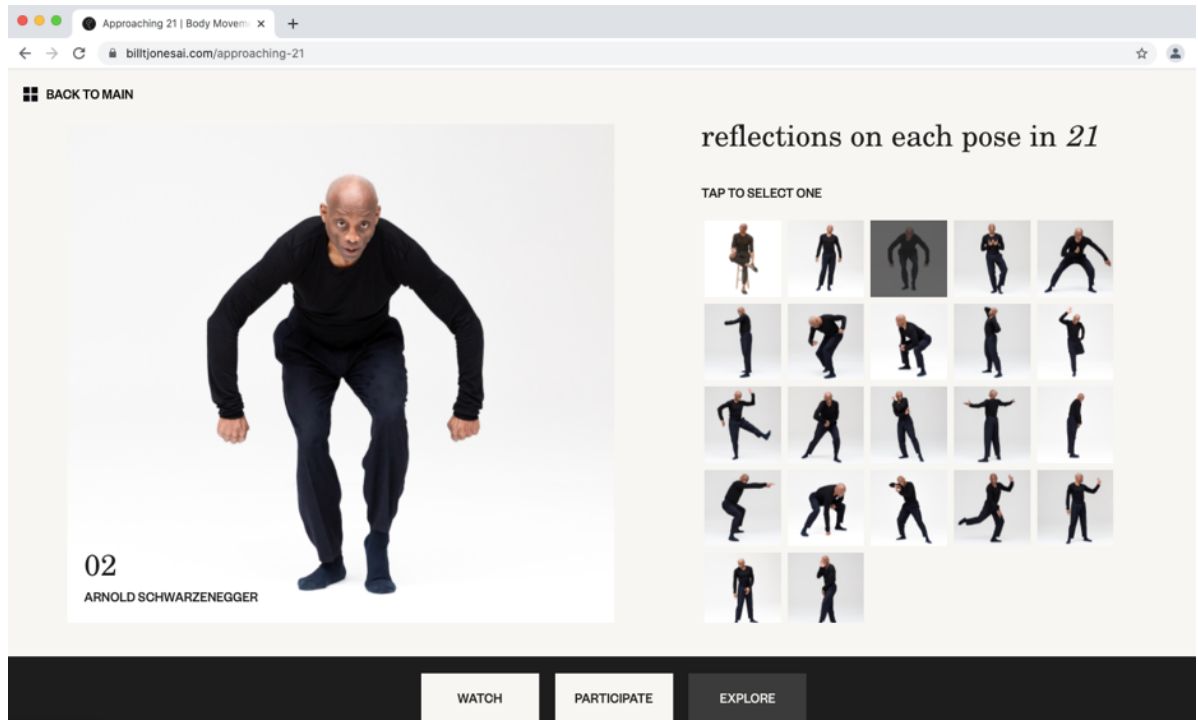 Approaching 21 | Body Movem
billtjonesai.com/approaching-21
BACK TO MAIN
reflections on each pose in 21
TAP TO SELECT ONE
02
ARNOLD SCHWARZENEGGER
WATCH
PARTICIPATE
EXPLORE